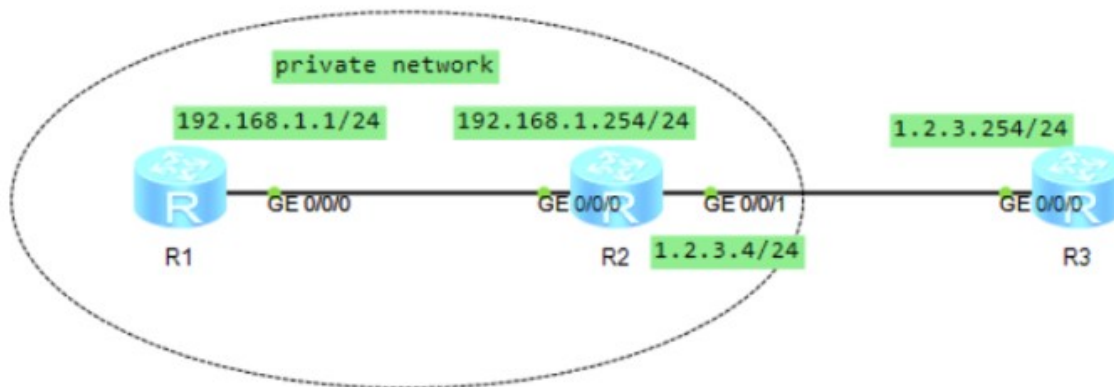 private network
192.168.1.1/24
192.168.1.254/24
1.2.3.254/24
R
GE 0/0/0
GE 0/0/0
R
GE 0/0/1
GE 0/0/0
R
R1
R2
1.2.3.4/24
R3